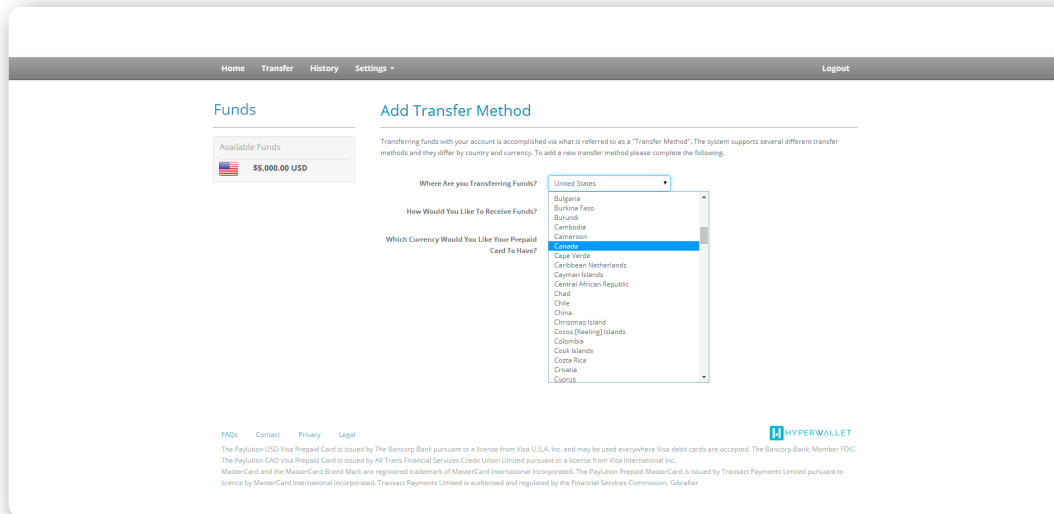 Home Transfer History Settings Logout
Funds
Available Funds
$5,000.00 USD
Add Transfer Method
Transferring funds with your account is accomplished via what is referred to as a "Transfer Method". The system supports several different transfer
methods and they differ by country and currency. To add a new transfer method please complete the following.
Where Are you Transferring Funds?
United States
How Would You Like To Receive Funds?
Which Currency Would You Like Your Prepaid
Card To Have?
Bulgaria
Burkina Faso
Burundi
Cambodia
Cameroon
Canada
Cape Verde
Caribbean Netherlands
Cayman Islands
Central African Republic
Chad
Chile
China
Christmas Island
Cocos [Keeling] Islands
Colombia
Cook Islands
Costa Rica
Croatia
Cyprus
FAQs Contact Privacy Legal
HYPERWALLET
The Paylution USD Visa Prepaid Card is issued by The Bancorp Bank pursuant to a license from Visa U.S.A. Inc. and may be used everywhere Visa debit cards are accepted. The Bancorp Bank; Member FDIC.
The Paylution CAD Visa Prepaid Card is issued by All Trans Financial Services Credit Union Limited pursuant to a license from Visa International Inc.
MasterCard and the MasterCard Brand Mark are registered trademark of MasterCard International Incorporated. The Paylution Prepaid MasterCard is issued by Transact Payments Limited pursuant to
licence by MasterCard International Incorporated. Transact Payments Limited is authorised and regulated by the Financial Services Commission, Gibraltar